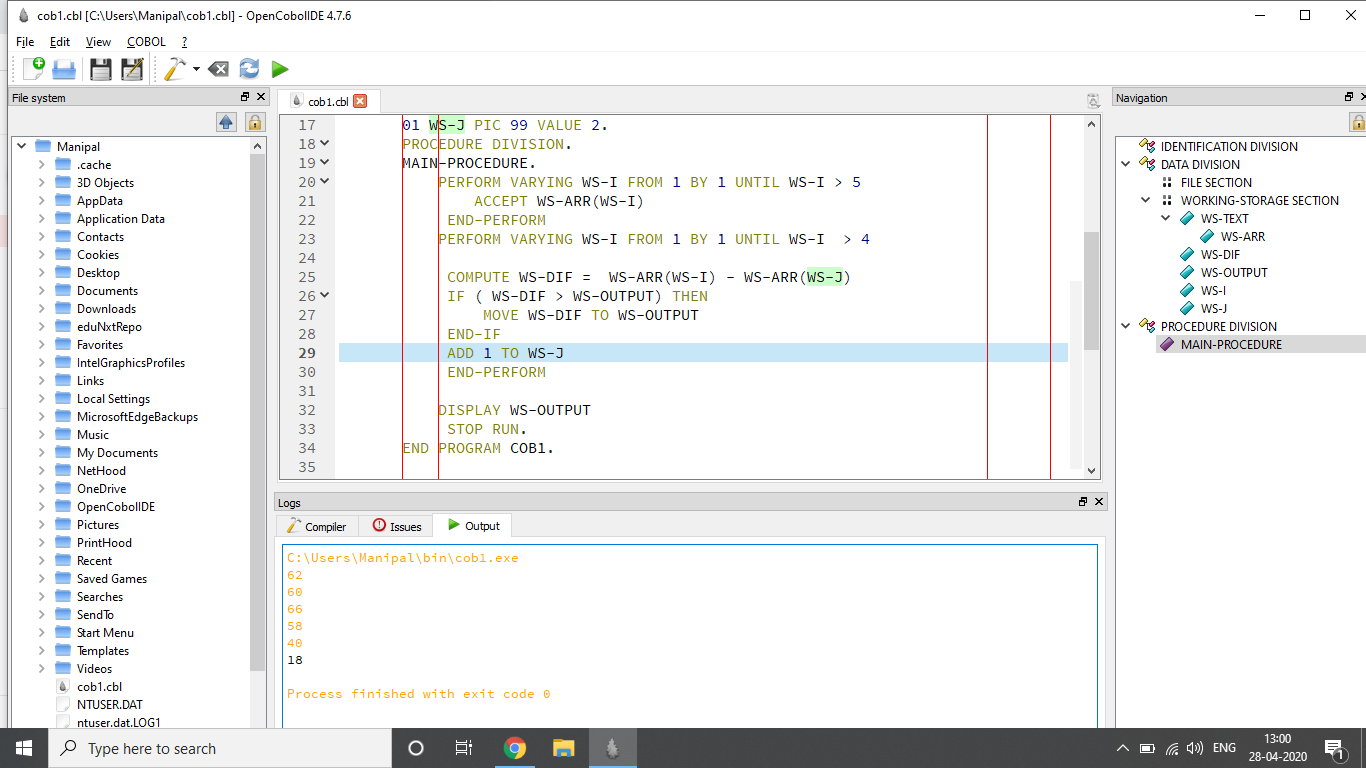 cob1.cbl [C:\Users\Manipal\cob1.cbl] - OpenCobolIDE 4.7.6
File Edit View COBOL ?
File system
Manipal
.cache
3D Objects
AppData
Application Data
Contacts
Cookies
Desktop
Documents
Downloads
eduNxtRepo
Favorites
IntelGraphicsProfiles
Links
Local Settings
MicrosoftEdgeBackups
Music
My Documents
NetHood
OneDrive
OpenCobolIDE
Pictures
PrintHood
Recent
Saved Games
Searches
SendTo
Start Menu
Templates
Videos
cob1.cbl
NTUSER.DAT
ntuser.dat.LOG1
cob1.cbl
17 01 WS-J PIC 99 VALUE 2.
18 PROCEDURE DIVISION.
19 MAIN-PROCEDURE.
20 PERFORM VARYING WS-I FROM 1 BY 1 UNTIL WS-I > 5
21 ACCEPT WS-ARR(WS-I)
22 END-PERFORM
23 PERFORM VARYING WS-I FROM 1 BY 1 UNTIL WS-I  > 4
24
25 COMPUTE WS-DIF =  WS-ARR(WS-I) - WS-ARR(WS-J)
26 IF ( WS-DIF > WS-OUTPUT) THEN
27 MOVE WS-DIF TO WS-OUTPUT
28 END-IF
29 ADD 1 TO WS-J
30 END-PERFORM
31
32 DISPLAY WS-OUTPUT
33 STOP RUN.
34 END PROGRAM COB1.
35
Logs
Compiler Issues Output
C:\Users\Manipal\bin\cob1.exe
62
60
66
58
40
18
Process finished with exit code 0
Navigation
IDENTIFICATION DIVISION
DATA DIVISION
FILE SECTION
WORKING-STORAGE SECTION
WS-TEXT
WS-ARR
WS-DIF
WS-OUTPUT
WS-I
WS-J
PROCEDURE DIVISION
MAIN-PROCEDURE
Type here to search
ENG
13:00
28-04-2020
1